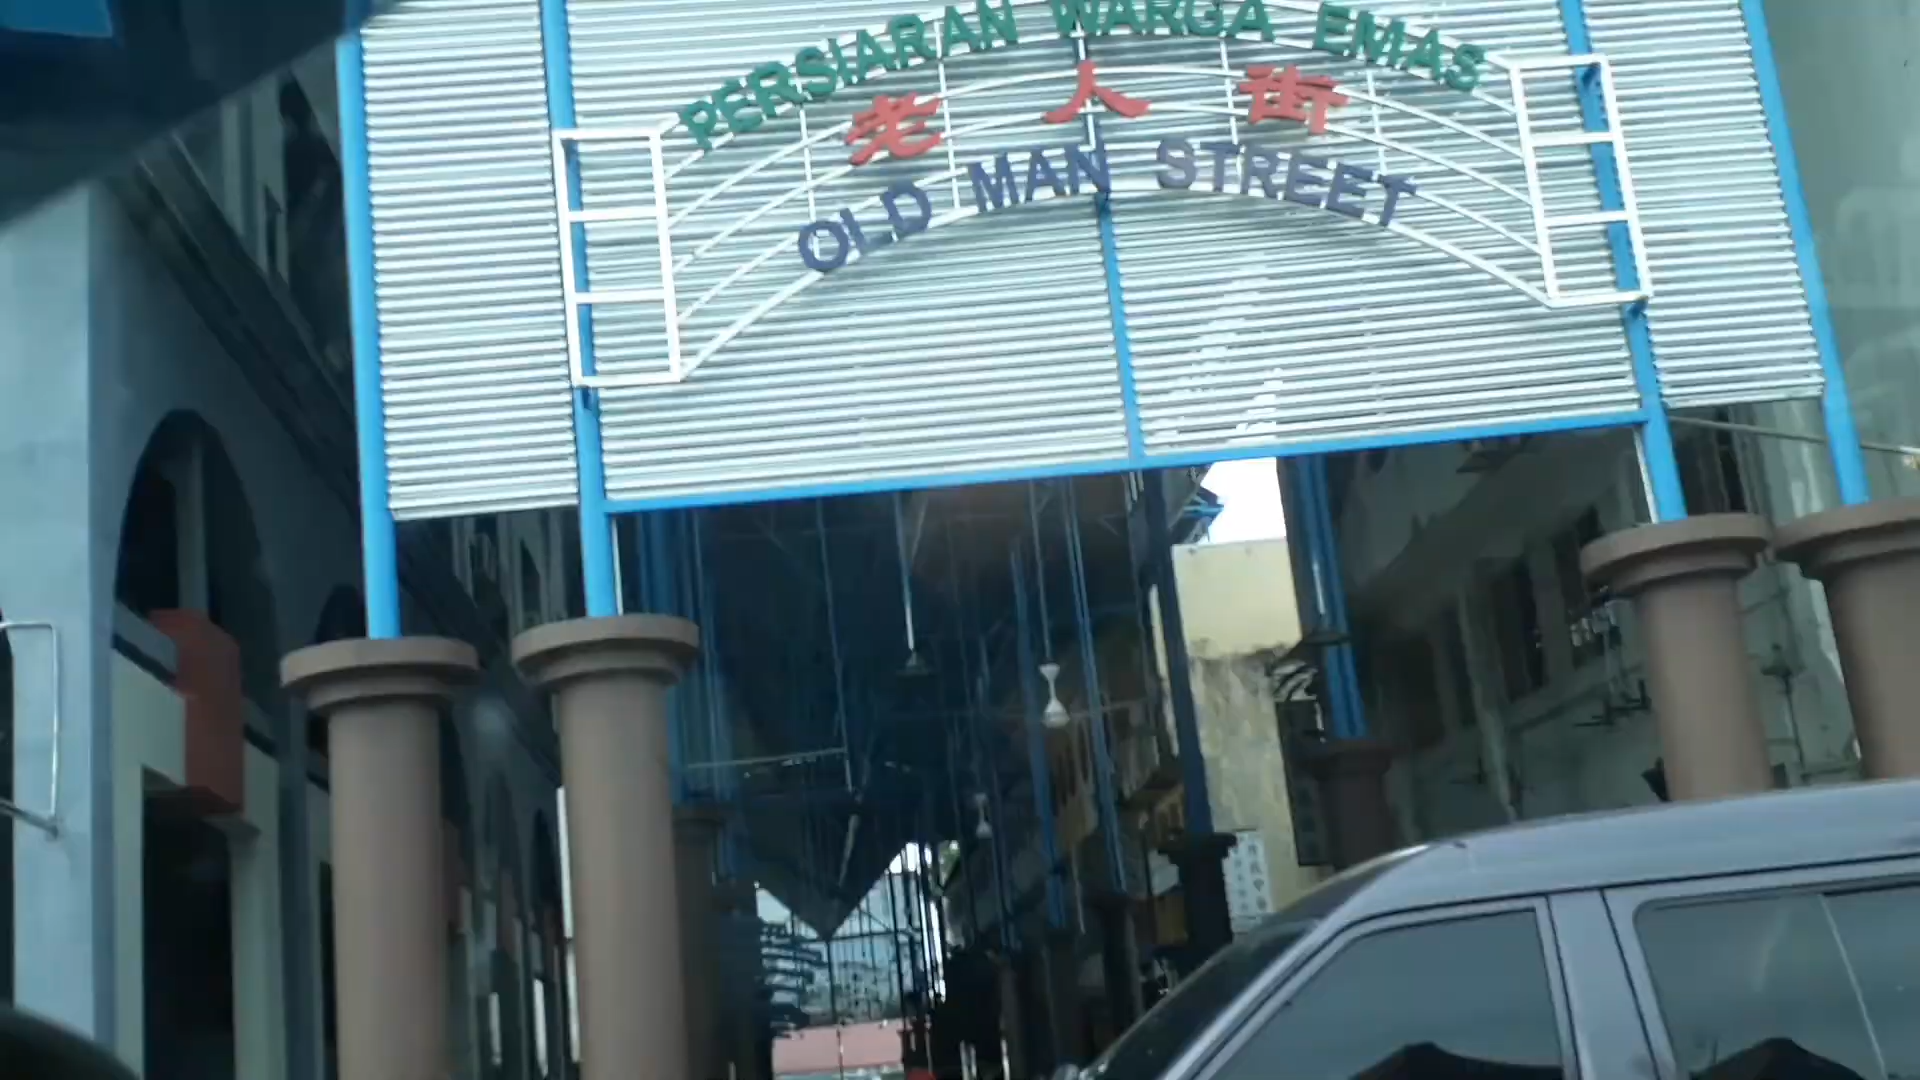 PERSIARAN WARGA EMAS
老人街
OLD MAN STREET